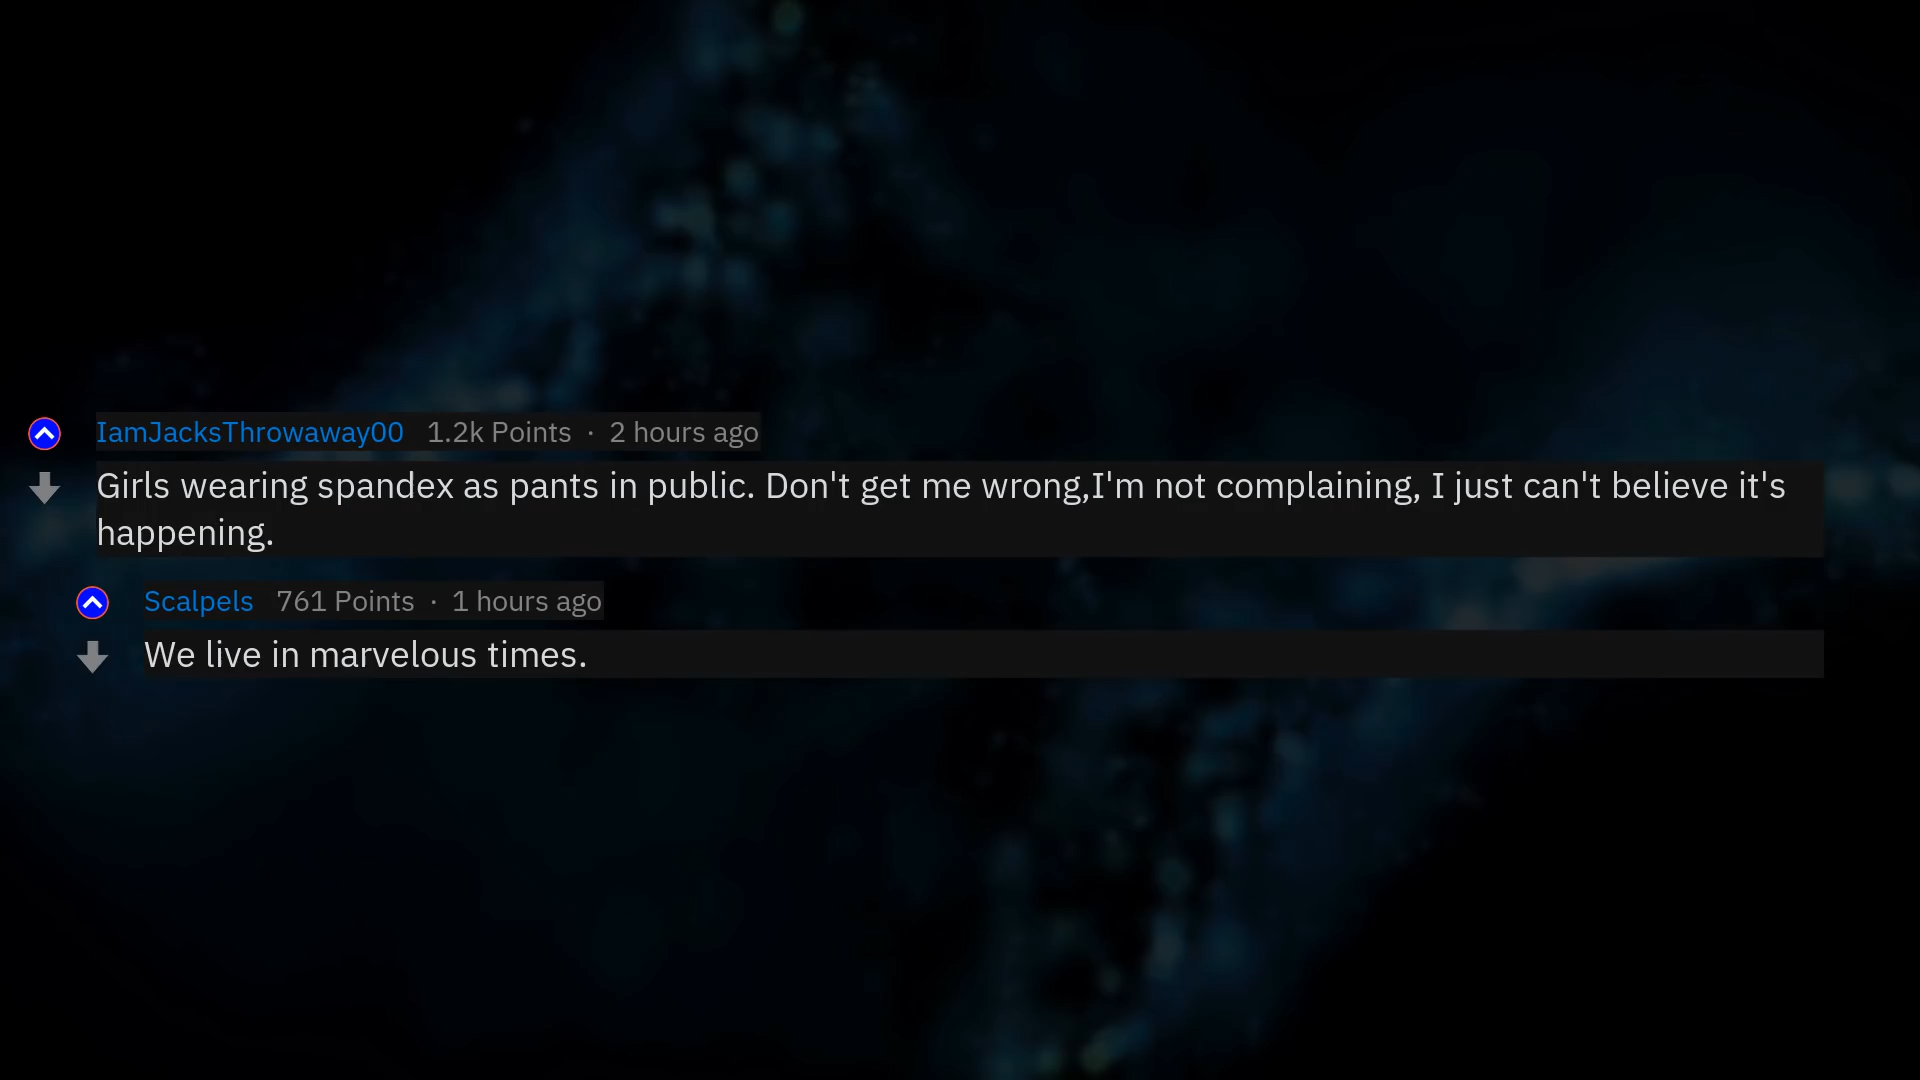 IamJacksThrowaway00 1.2k Points · 2 hours ago
Girls wearing spandex as pants in public. Don't get me wrong,I'm not complaining, I just can't believe it's
happening.
Scalpels 761 Points · 1 hours ago
We live in marvelous times.